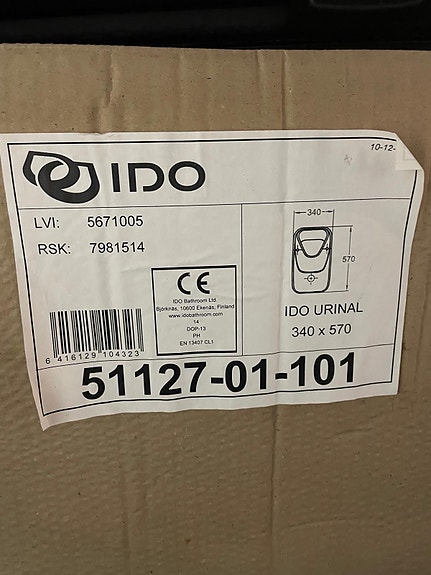 10-12-
IDO
LVI: 5671005
RSK: 7981514
340
570
CE
IDO Bathroom Ltd.
Björknäs, 10600 Ekenäs, Finland
www.idobathroom.com
14
DOP-13
PH
EN 13407 CL1
IDO URINAL
340 x 570
6 416129 104323
51127-01-101